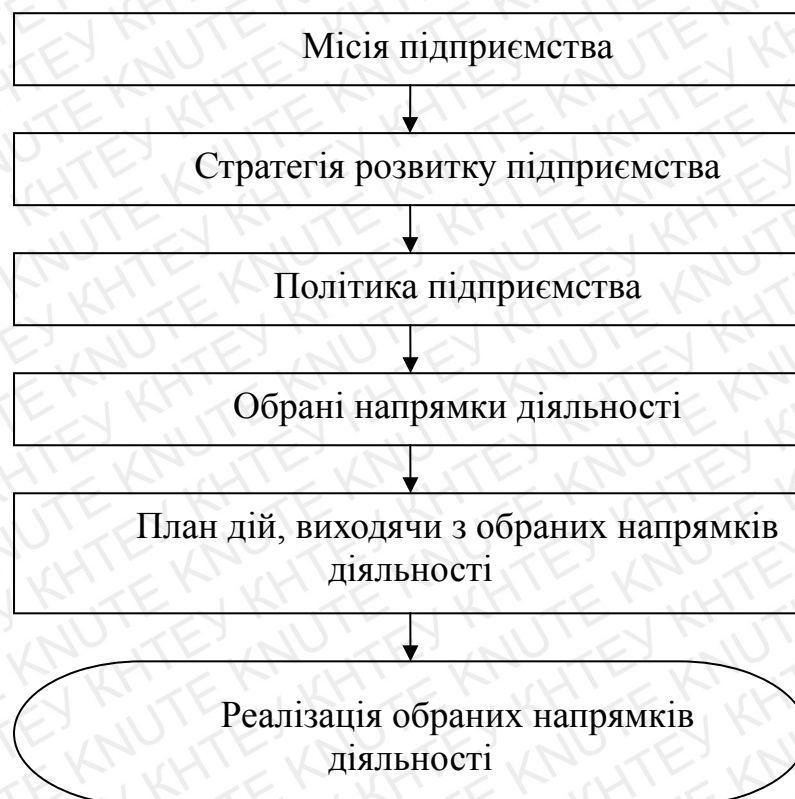 Місія підприємства
Стратегія розвитку підприємства
Політика підприємства
Обрані напрямки діяльності
План дій, виходячи з обраних напрямків
діяльності
Реалізація обраних напрямків
діяльності